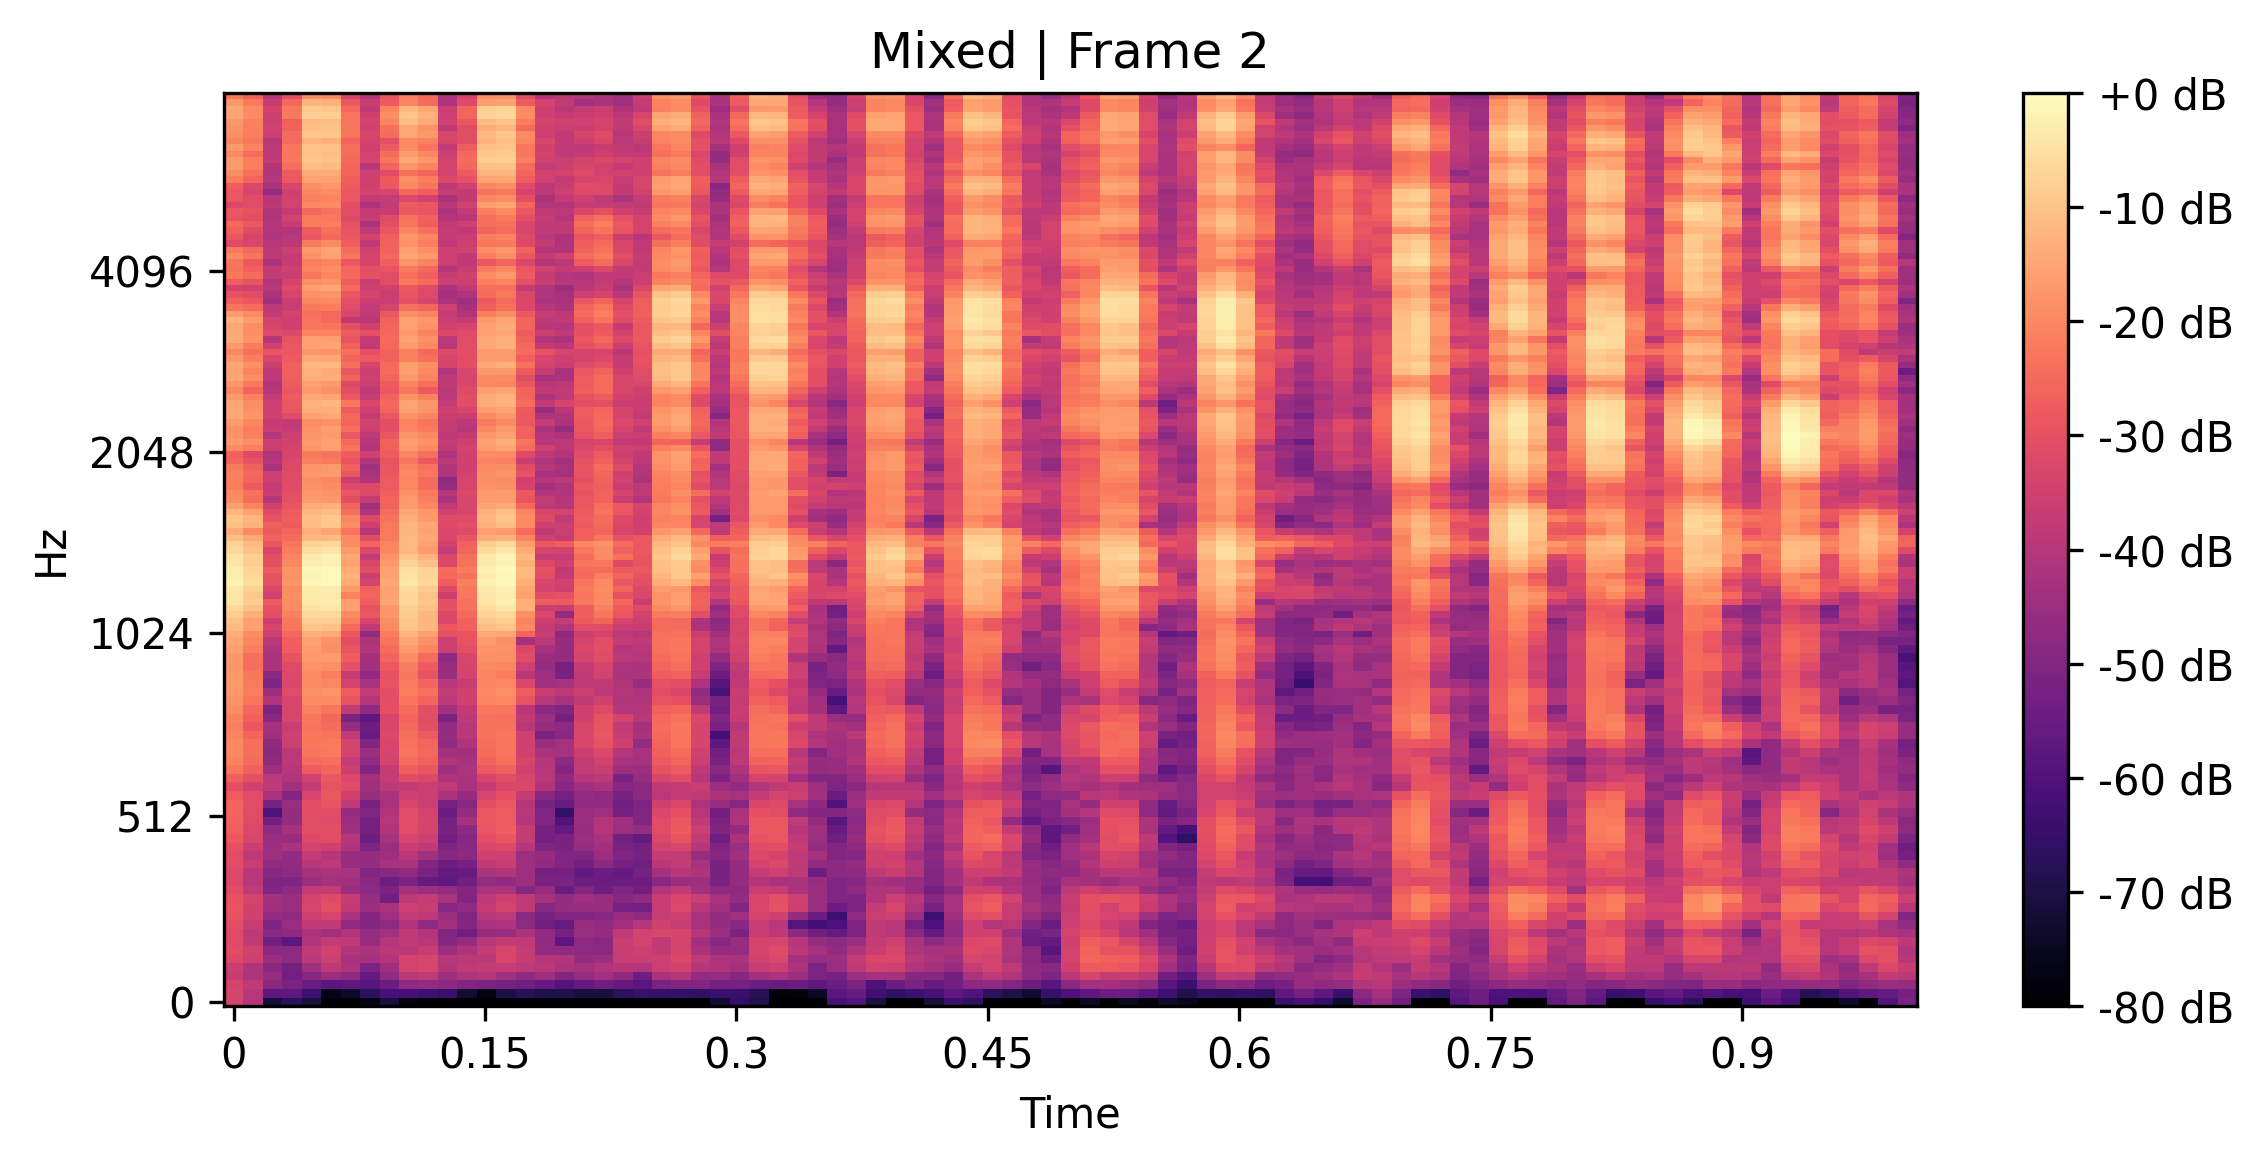 Mixed | Frame 2
Hz
4096
2048
1024
512
0
0 0.15 0.3 0.45 0.6 0.75 0.9
Time
+0 dB
-10 dB
-20 dB
-30 dB
-40 dB
-50 dB
-60 dB
-70 dB
-80 dB